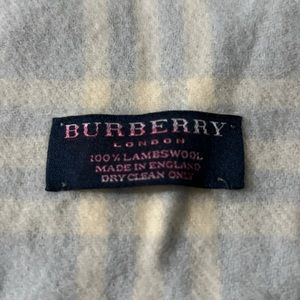 BURBERRY
LONDON
100% LAMBSWOOL
MADE IN ENGLAND
DRY CLEAN ONLY